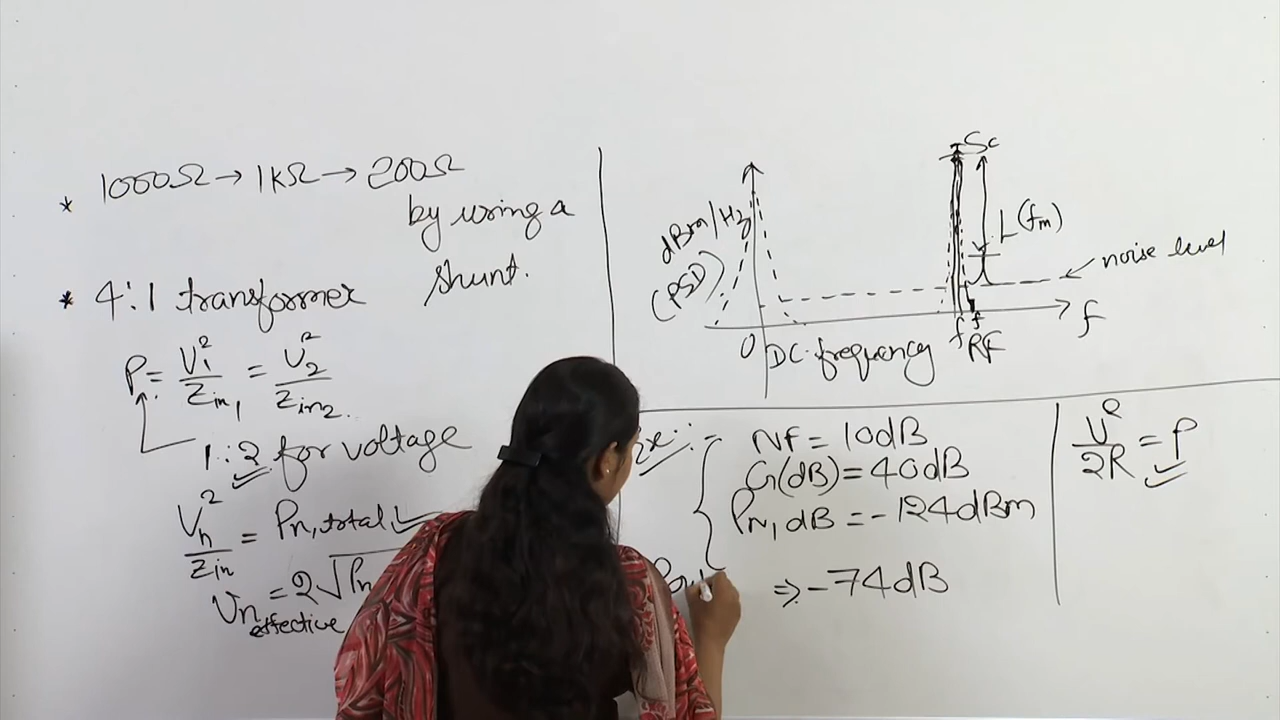 * 1000Ω → 1kΩ → 200Ω
by using a
shunt.
* 4:1 transformer
P = V₁²/Zin₁ = V₂²/Zin₂.
1:2 for voltage
Vn²/Zin = Pn, total
Vn effective = 2√Pn
Sc
dBm/Hz
(PSD)
L(fm)
noise level
f
0
DC frequency
f f
RF
Ex:-
NF = 10dB
G(dB) = 40dB
Pn, dB = -124dBm
⇒ -74dB
V²/2R = P